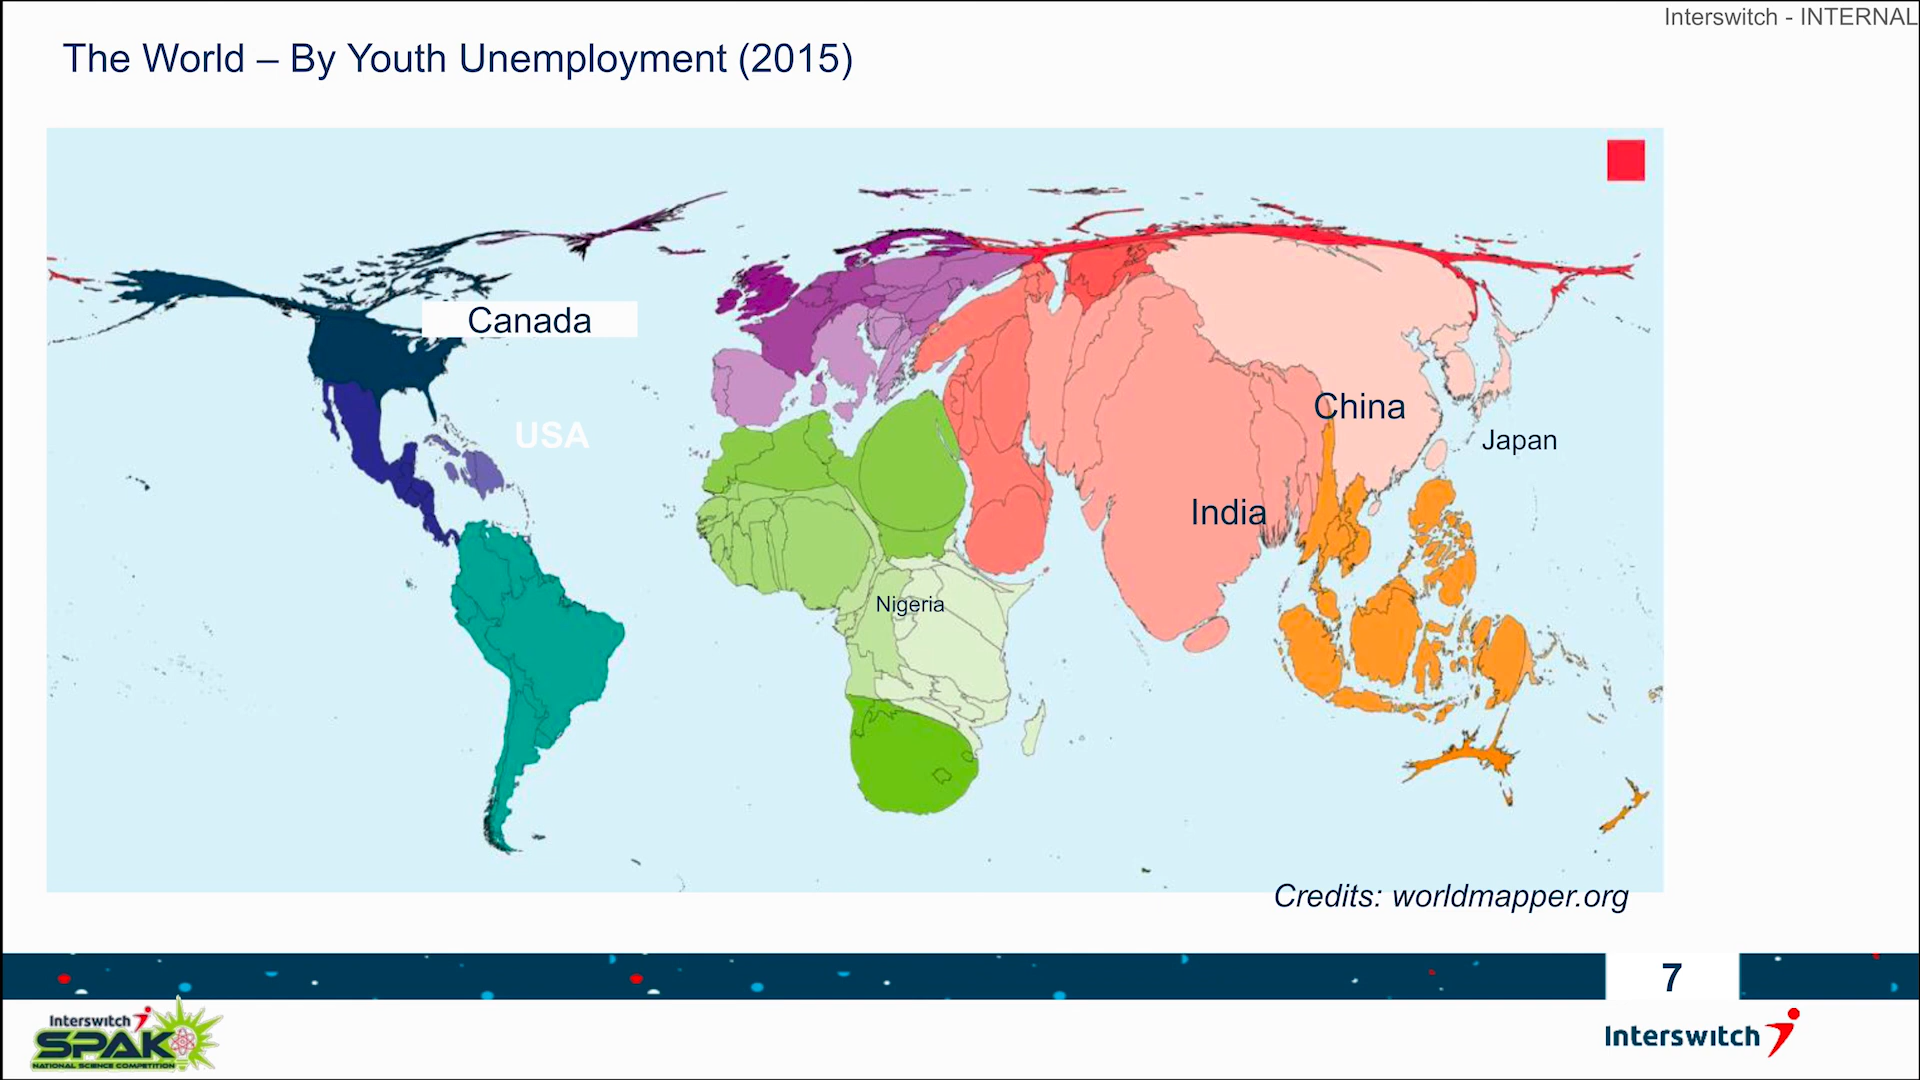 Interswitch - INTERNAL
The World – By Youth Unemployment (2015)
Canada
USA
China
Japan
India
Nigeria
Credits: worldmapper.org
7
Interswitch
SPAK
NATIONAL SCIENCE COMPETITION
Interswitch